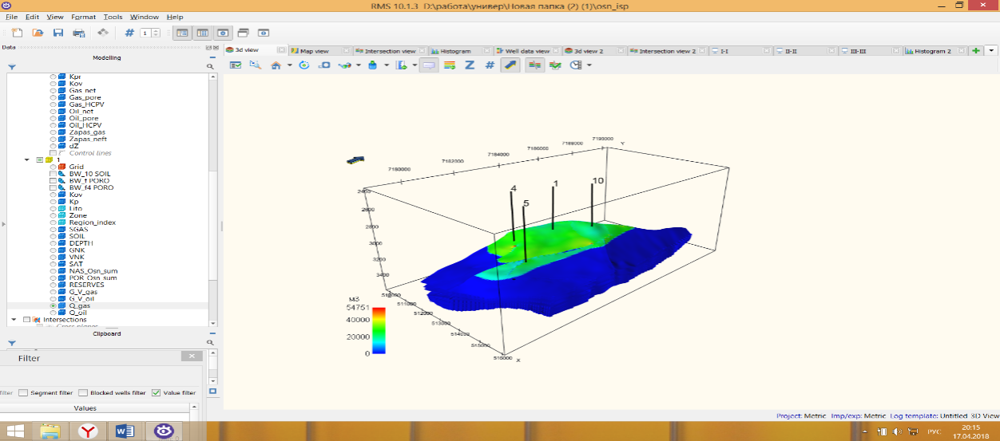 RMS 10.1.3 D:\работа\универ\Новая папка (2) (1)\osn_isp
File Edit View Format Tools Window Help
1
Data
3d view
Map view
Intersection view
Histogram
Well data view
3d view 2
Intersection view 2
I-I
II-II
III-III
Histogram 2
Modelling
Kpr
Kov
Gas_net
Gas_pore
Gas_HCPV
Oil_net
Oil_pore
Oil_HCPV
Zapas_gas
Zapas_neft
dZ
Control lines
1
Grid
BW_10 SOIL
BW_f PORO
BW_f4 PORO
Kov
Kp
Lito
Zone
Region_index
SGAS
SOIL
DEPTH
GNK
VNK
SAT
NAS_Osn_sum
POR_Osn_sum
RESERVES
G_V_gas
G_V_oil
Q_gas
Q_oil
Intersections
Cross planes
Clipboard
Filter
filter
Segment filter
Blocked wells filter
Value filter
Values
7180000
7182000
7184000
7186000
7188000
7190000
Y
2400
2600
2800
3000
3200
3400
4
5
1
10
510000
511000
512000
513000
514000
515000
516000
X
м3
54751
40000
20000
0
Project: Metric Imp/exp: Metric Log template: Untitled 3D View
РУС
20:15
17.04.2018